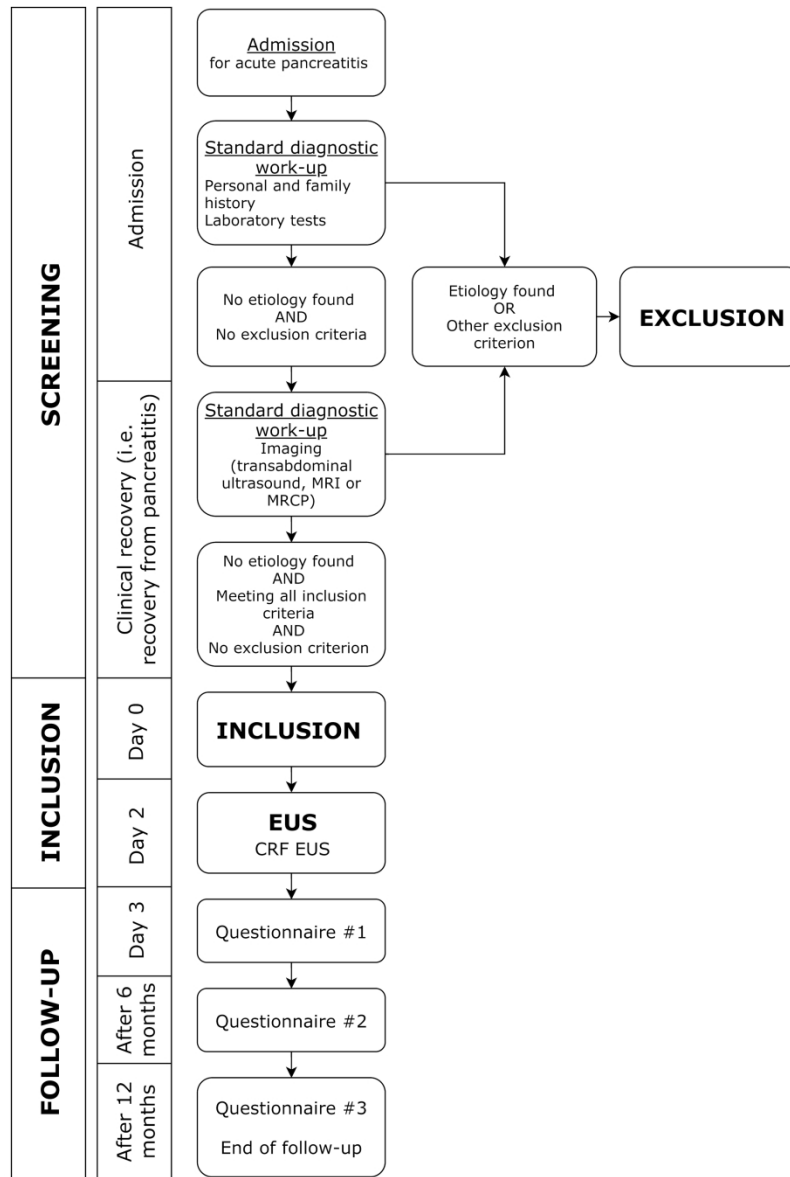 SCREENING
Admission
Admission
for acute pancreatitis
Standard diagnostic
work-up
Personal and family
history
Laboratory tests
No etiology found
AND
No exclusion criteria
Etiology found
OR
Other exclusion
criterion
EXCLUSION
Clinical recovery (i.e.
recovery from pancreatitis)
Standard diagnostic
work-up
Imaging
(transabdominal
ultrasound, MRI or
MRCP)
No etiology found
AND
Meeting all inclusion
criteria
AND
No exclusion criterion
INCLUSION
Day 0
INCLUSION
Day 2
EUS
CRF EUS
FOLLOW-UP
Day 3
Questionnaire #1
After 6
months
Questionnaire #2
After 12
months
Questionnaire #3
End of follow-up